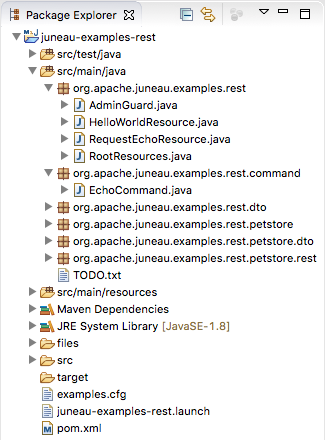 Package Explorer
juneau-examples-rest
src/test/java
src/main/java
org.apache.juneau.examples.rest
AdminGuard.java
HelloWorldResource.java
RequestEchoResource.java
RootResources.java
org.apache.juneau.examples.rest.command
EchoCommand.java
org.apache.juneau.examples.rest.dto
org.apache.juneau.examples.rest.petstore
org.apache.juneau.examples.rest.petstore.dto
org.apache.juneau.examples.rest.petstore.rest
TODO.txt
src/main/resources
Maven Dependencies
JRE System Library [JavaSE-1.8]
files
src
target
examples.cfg
juneau-examples-rest.launch
pom.xml